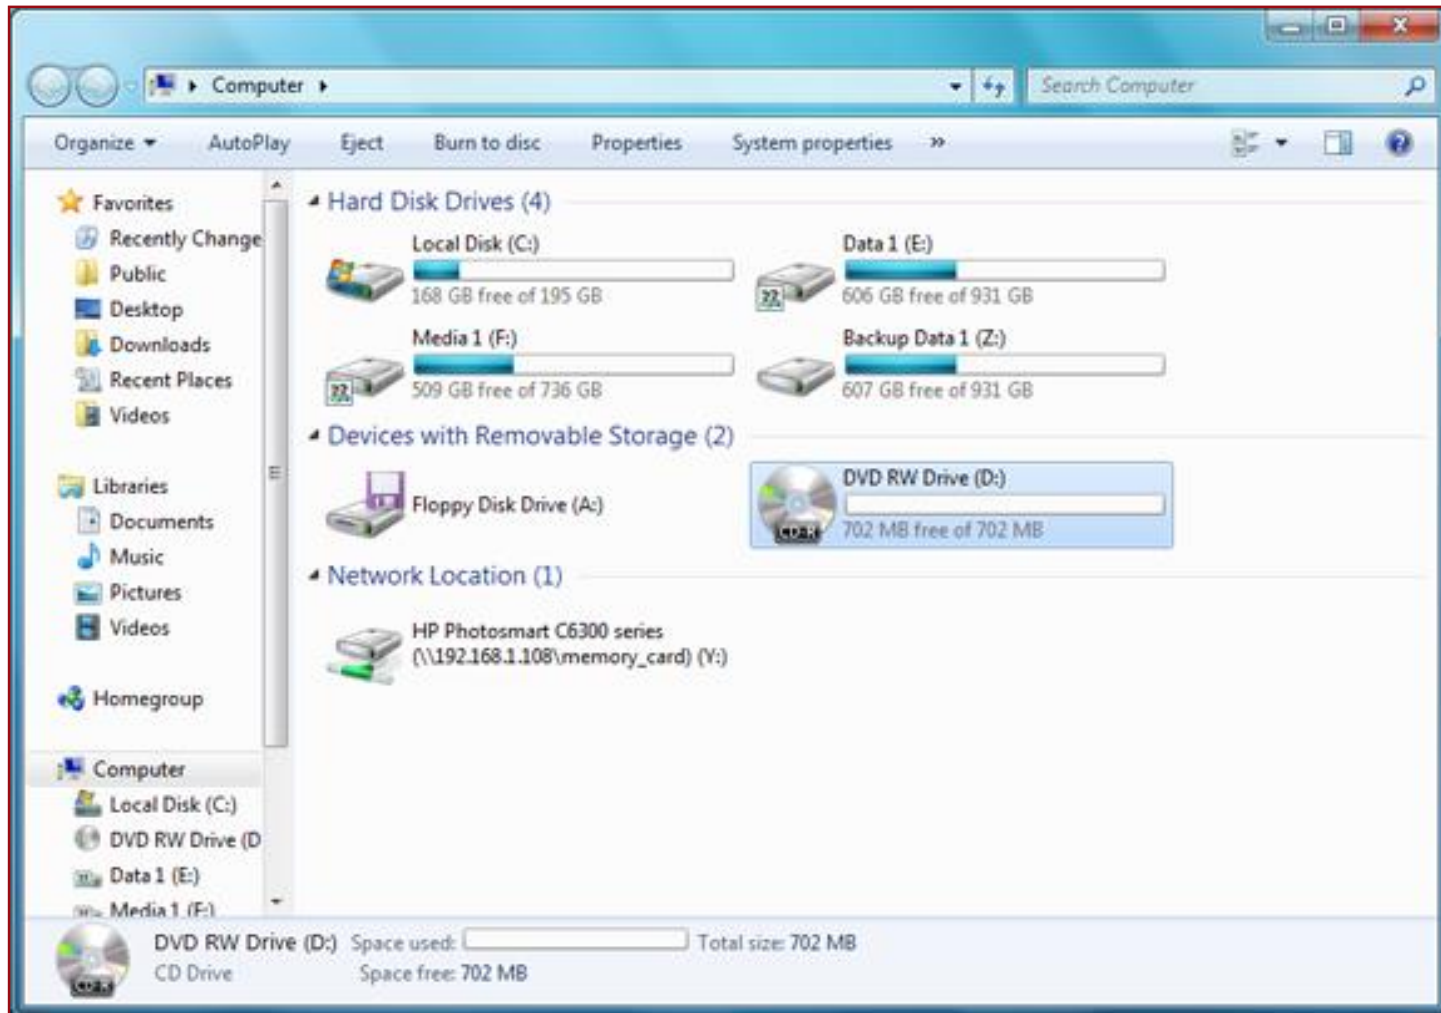 Computer
Search Computer
Organize AutoPlay Eject Burn to disc Properties System properties »
Favorites
Recently Change
Public
Desktop
Downloads
Recent Places
Videos
Libraries
Documents
Music
Pictures
Videos
Homegroup
Computer
Local Disk (C:)
DVD RW Drive (D
Data 1 (E:)
Media 1 (F:)
Hard Disk Drives (4)
Local Disk (C:)
168 GB free of 195 GB
Data 1 (E:)
606 GB free of 931 GB
Media 1 (F:)
509 GB free of 736 GB
Backup Data 1 (Z:)
607 GB free of 931 GB
Devices with Removable Storage (2)
Floppy Disk Drive (A:)
DVD RW Drive (D:)
CD-R
702 MB free of 702 MB
Network Location (1)
HP Photosmart C6300 series
(\\192.168.1.108\memory_card) (Y:)
DVD RW Drive (D:) Space used: Total size: 702 MB
CD Drive Space free: 702 MB
CD-R